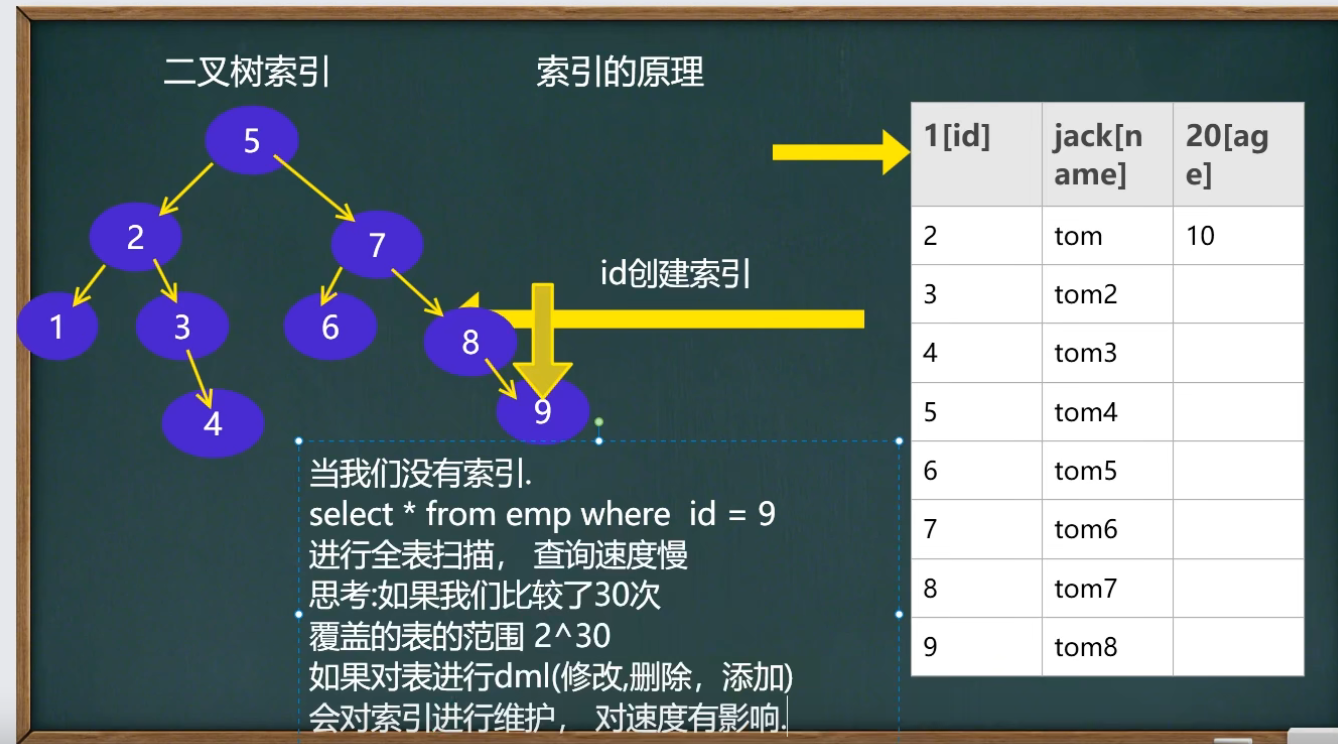 二叉树索引
索引的原理
5
2
7
1
3
6
8
4
9
id创建索引
当我们没有索引.
select * from emp where  id = 9
进行全表扫描， 查询速度慢
思考:如果我们比较了30次
覆盖的表的范围 2^30
如果对表进行dml(修改,删除，添加)
会对索引进行维护， 对速度有影响.
1[id] jack[n 20[ag
ame] e]
2 tom 10
3 tom2
4 tom3
5 tom4
6 tom5
7 tom6
8 tom7
9 tom8